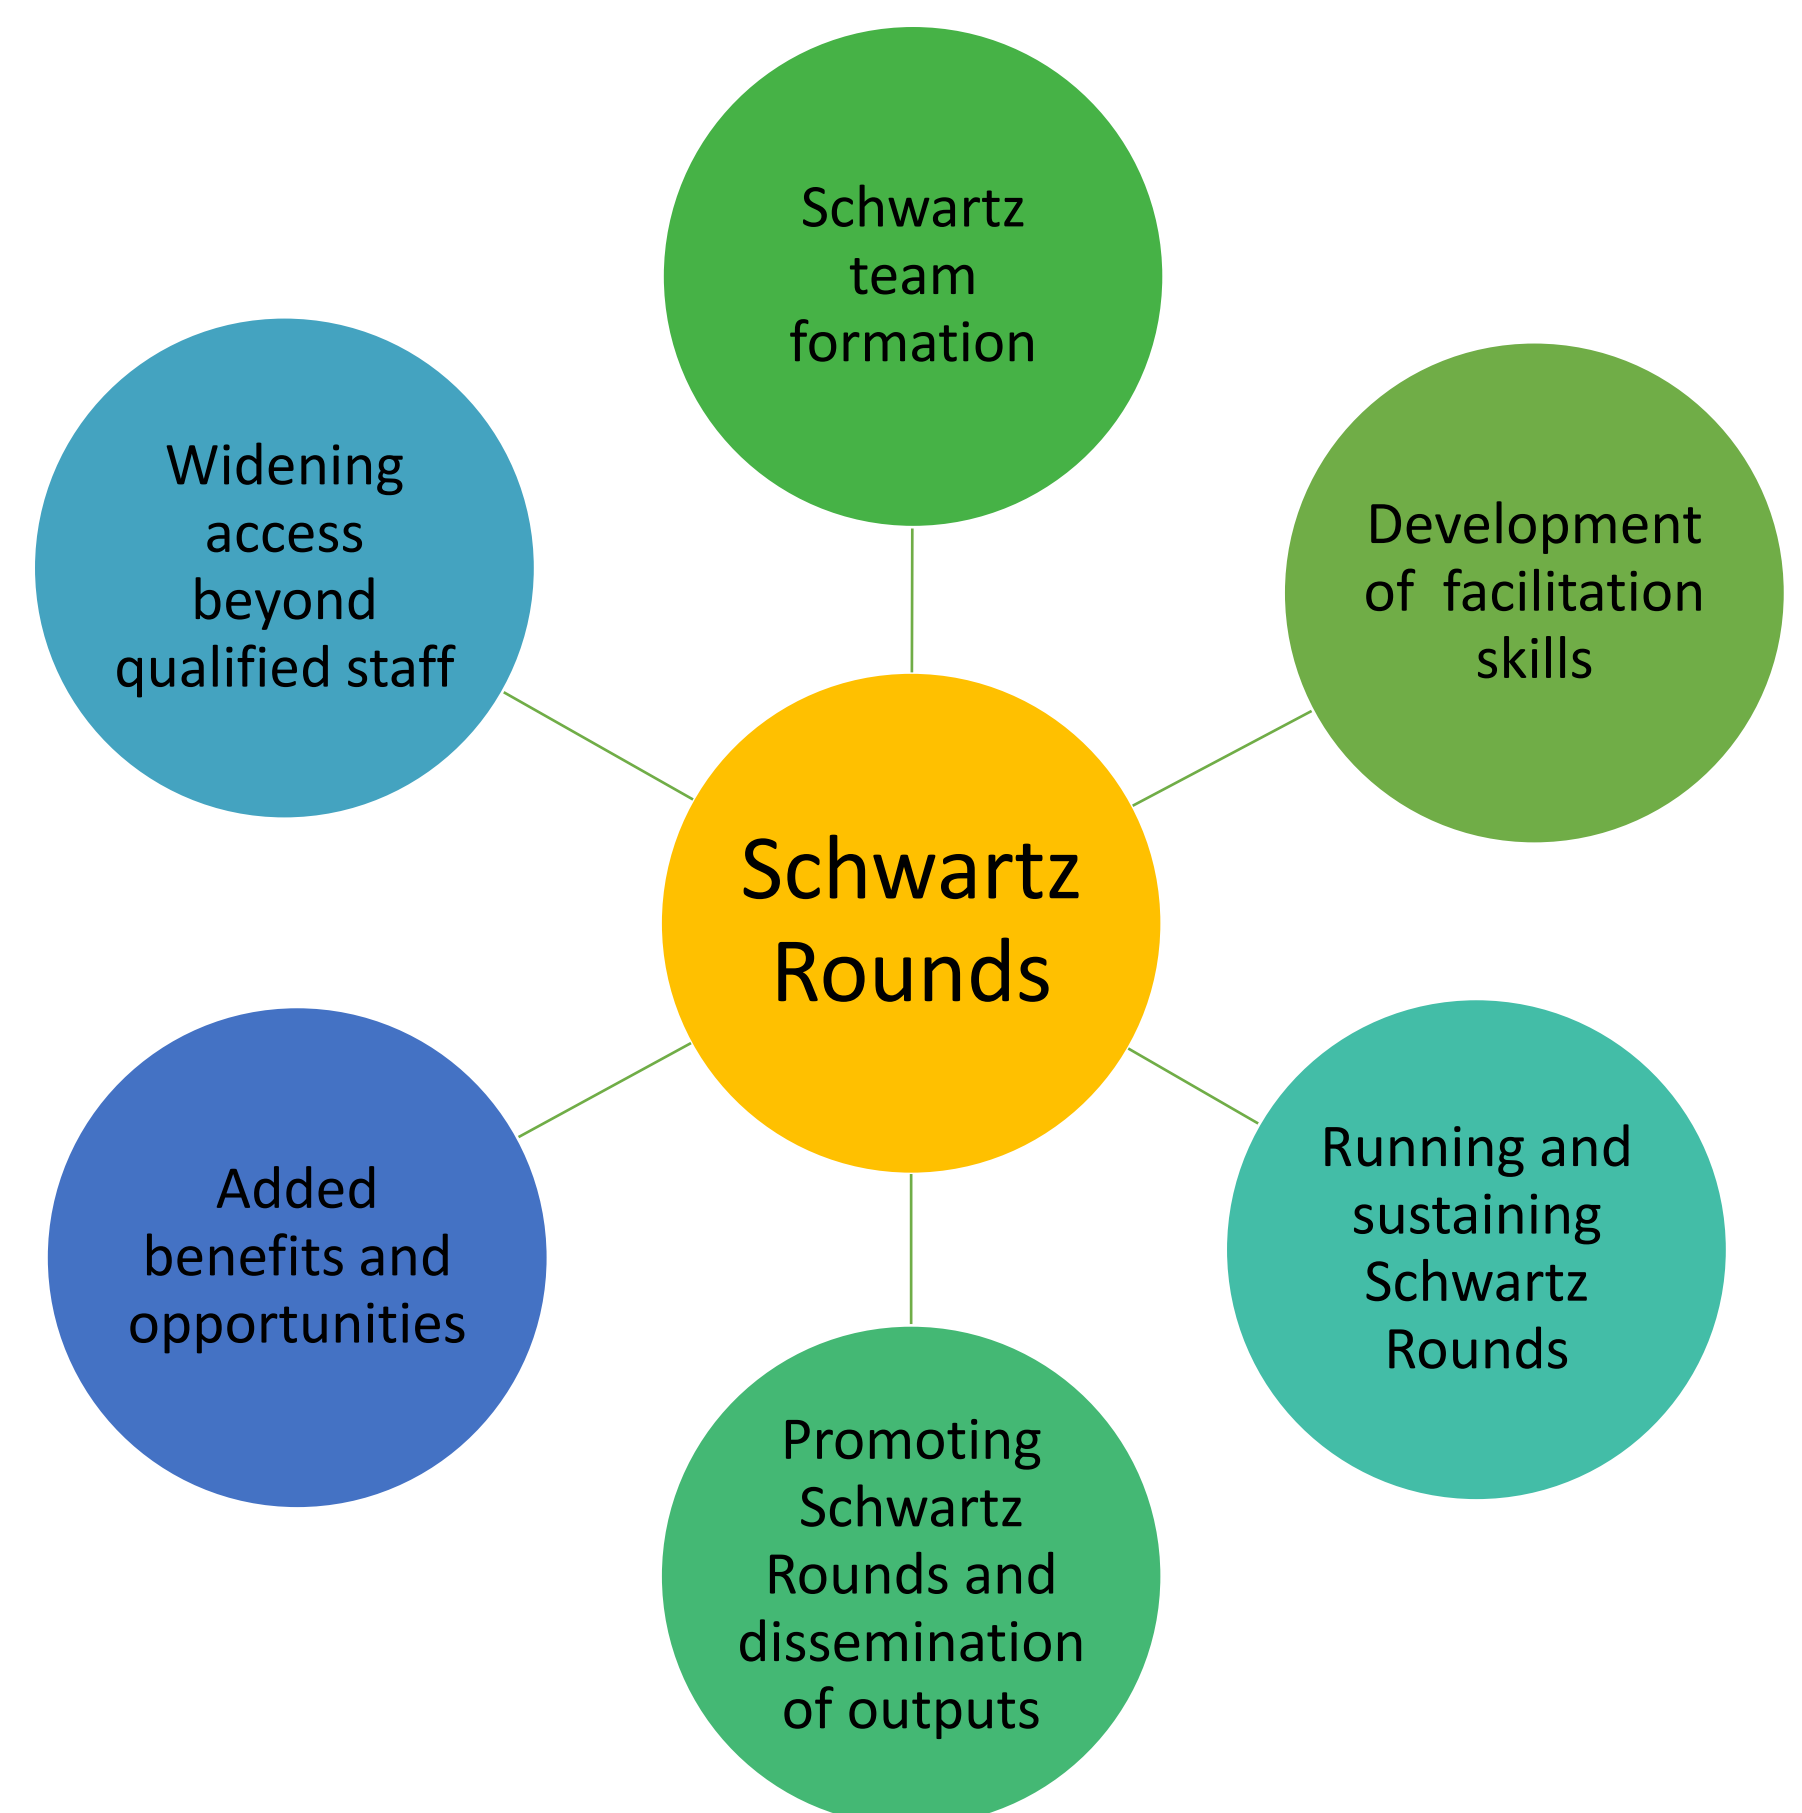 Schwartz
team
formation
Development
of  facilitation
skills
Running and
sustaining
Schwartz
Rounds
Promoting
Schwartz
Rounds and
dissemination
of outputs
Added
benefits and
opportunities
Widening
access
beyond
qualified staff
Schwartz
Rounds